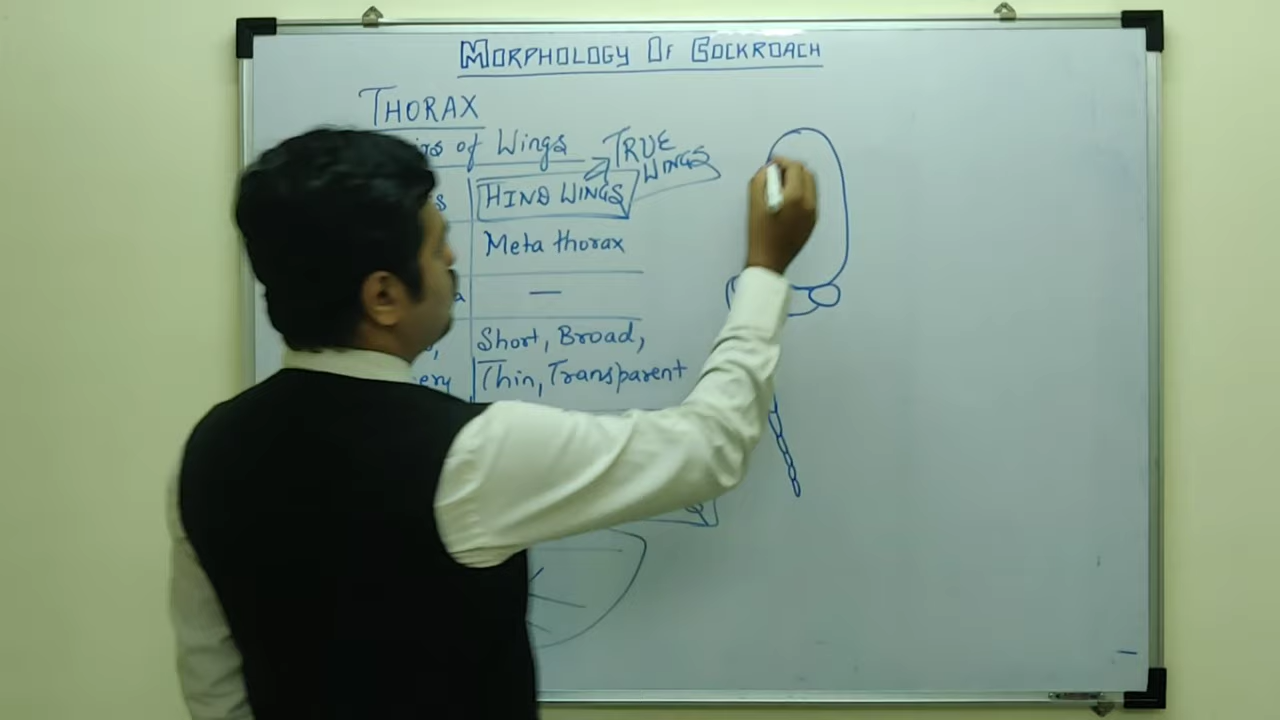 MORPHOLOGY OF COCKROACH
THORAX
of Wings
TRUE
WINGS
HIND WINGS
Meta thorax
—
Short, Broad,
Thin, Transparent